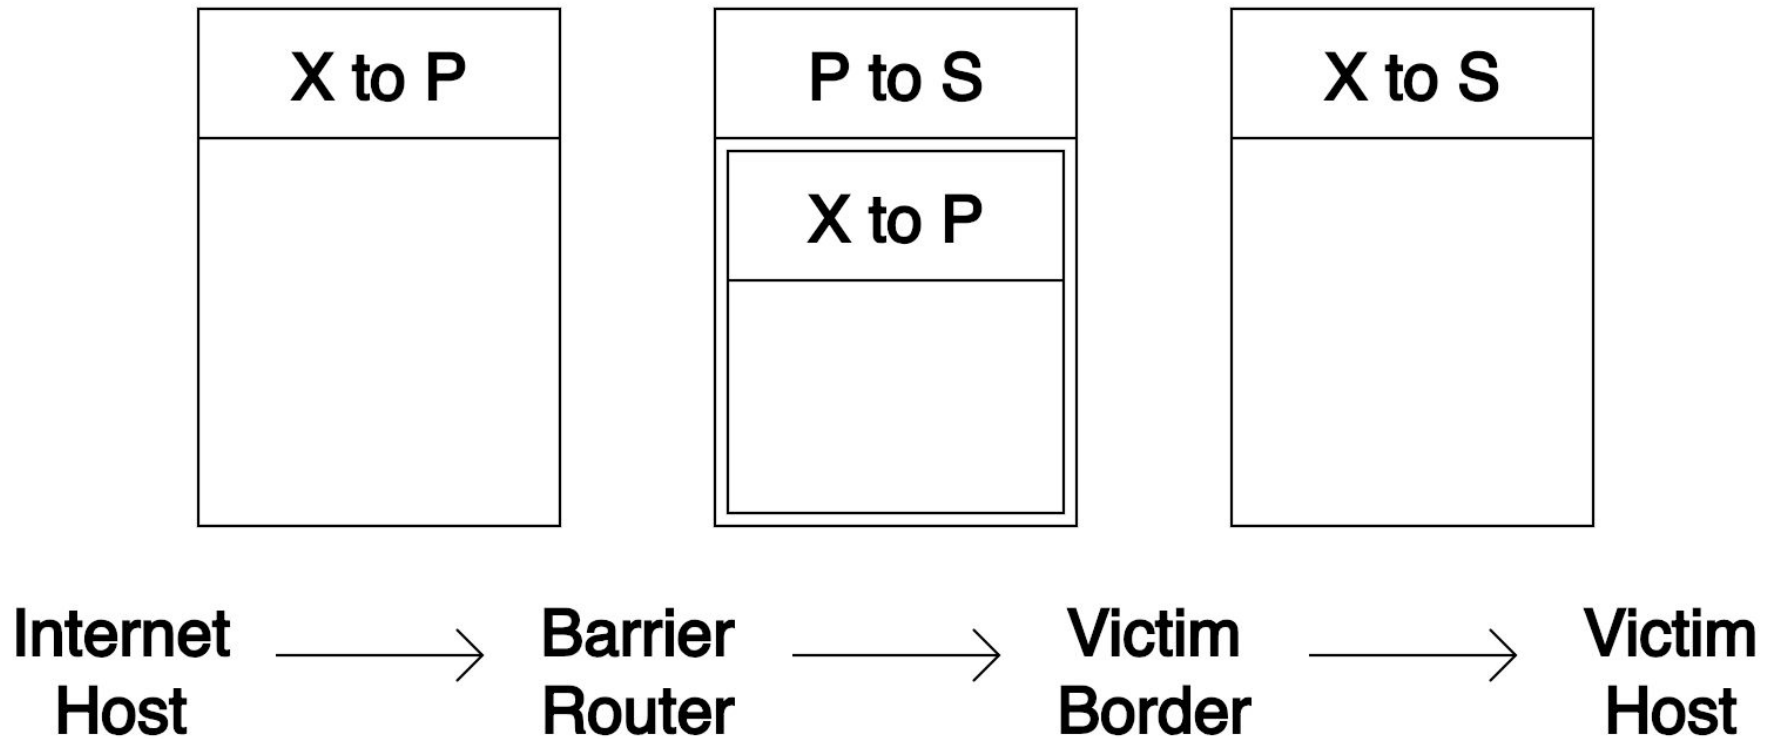 X to P
P to S
X to S
X to P
Internet
Host
Barrier
Router
Victim
Border
Victim
Host